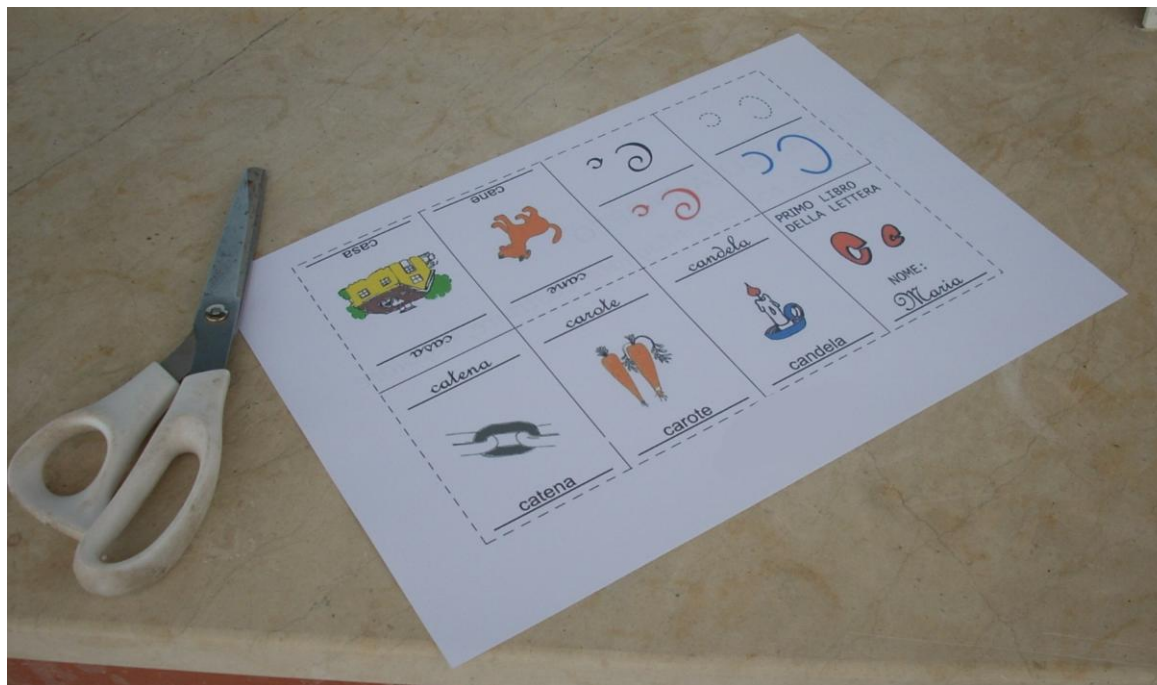 casa
casa
cane
cane
C c
C c
C c
C c
catena
catena
carote
carote
candela
candela
PRIMO LIBRO
DELLA LETTERA
C c
NOME:
Maria